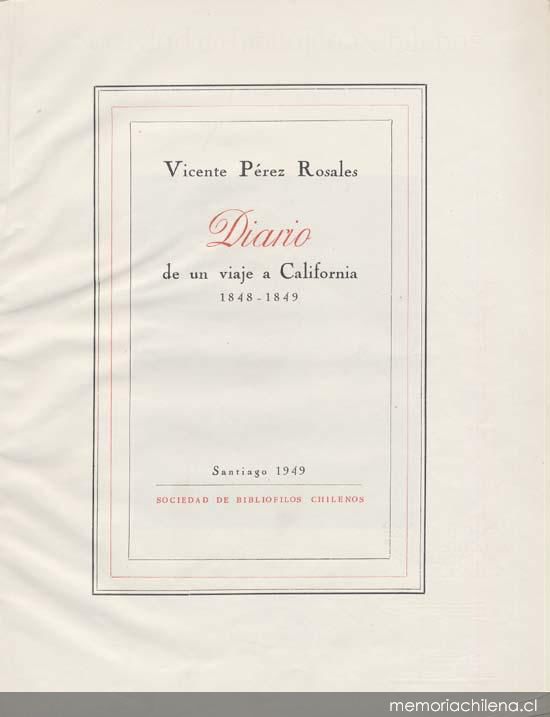 Vicente Pérez Rosales
Diario
de un viaje a California
1848-1849
Santiago 1949
SOCIEDAD DE BIBLIOFILOS CHILENOS
memoriachilena.cl